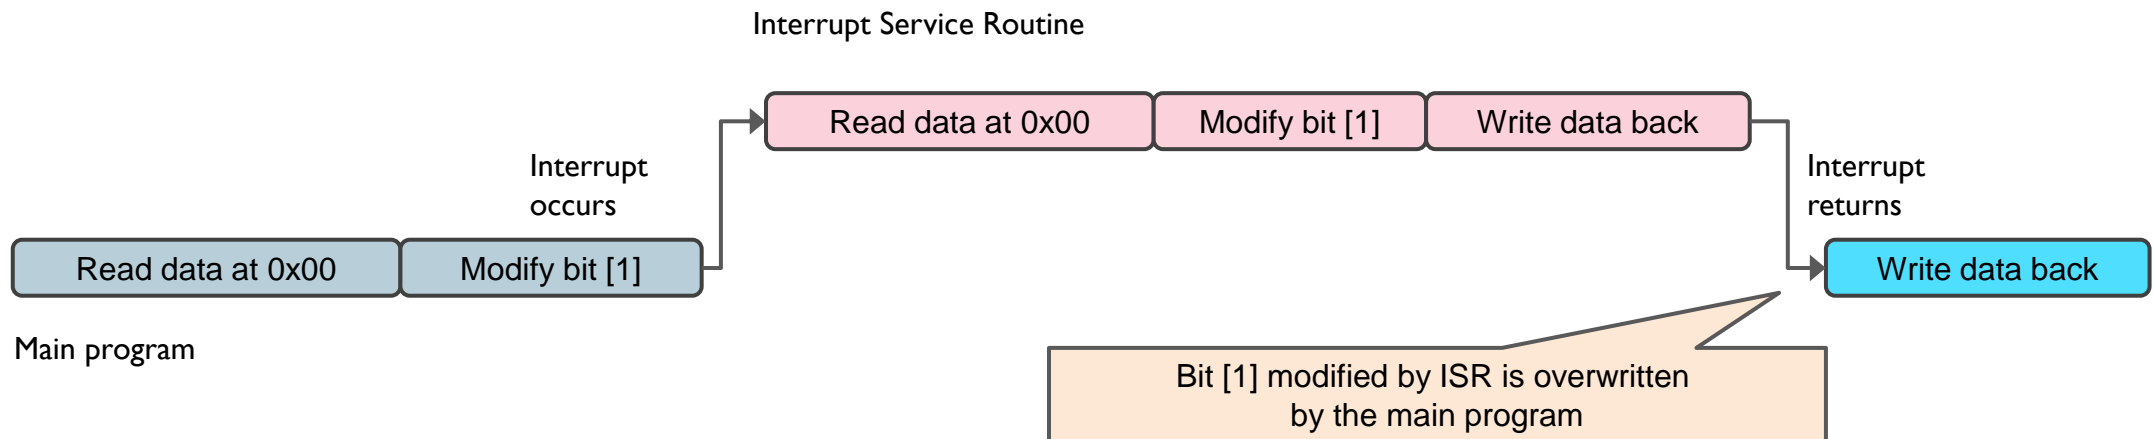 Interrupt Service Routine
Read data at 0x00
Modify bit [1]
Write data back
Interrupt
occurs
Interrupt
returns
Read data at 0x00
Modify bit [1]
Write data back
Main program
Bit [1] modified by ISR is overwritten
by the main program